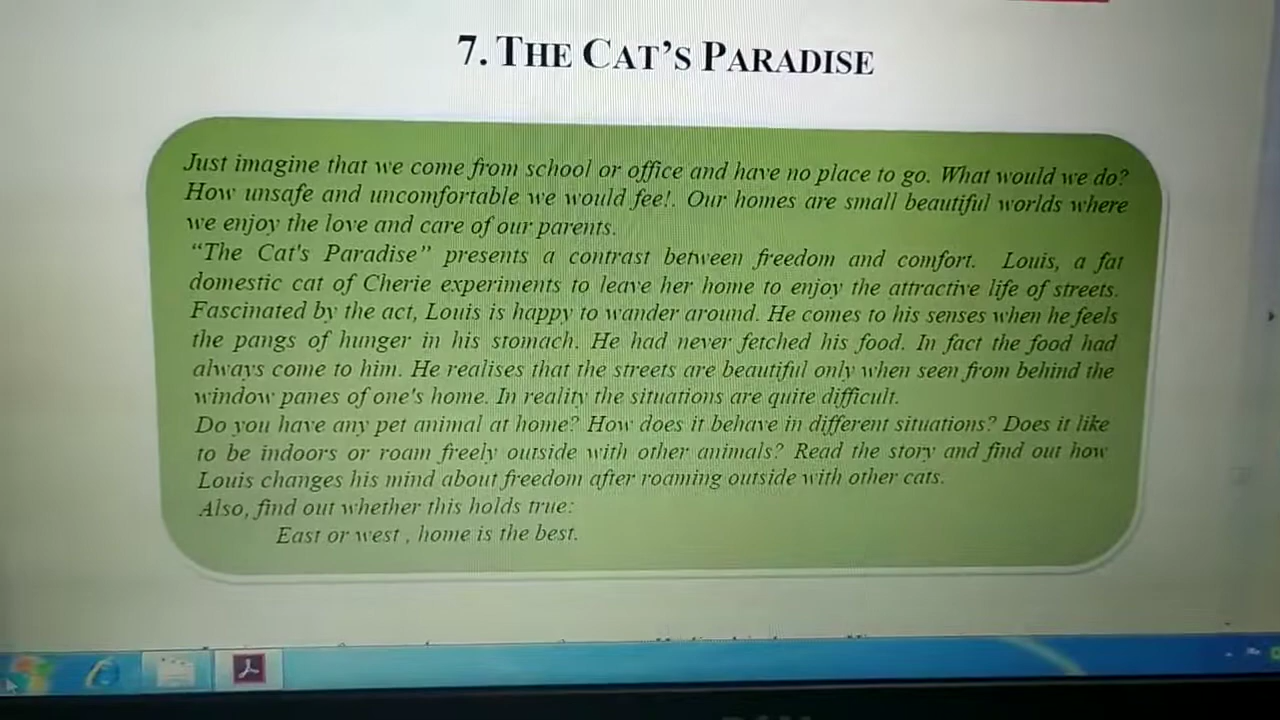 7. THE CAT'S PARADISE
Just imagine that we come from school or office and have no place to go. What would we do?
How unsafe and uncomfortable we would fee!. Our homes are small beautiful worlds where
we enjoy the love and care of our parents.
“The Cat's Paradise” presents a contrast between freedom and comfort. Louis, a fat
domestic cat of Cherie experiments to leave her home to enjoy the attractive life of streets.
Fascinated by the act, Louis is happy to wander around. He comes to his senses when he feels
the pangs of hunger in his stomach. He had never fetched his food. In fact the food had
always come to him. He realises that the streets are beautiful only when seen from behind the
window panes of one's home. In reality the situations are quite difficult.
Do you have any pet animal at home? How does it behave in different situations? Does it like
to be indoors or roam freely outside with other animals? Read the story and find out how
Louis changes his mind about freedom after roaming outside with other cats.
Also, find out whether this holds true:
East or west , home is the best.